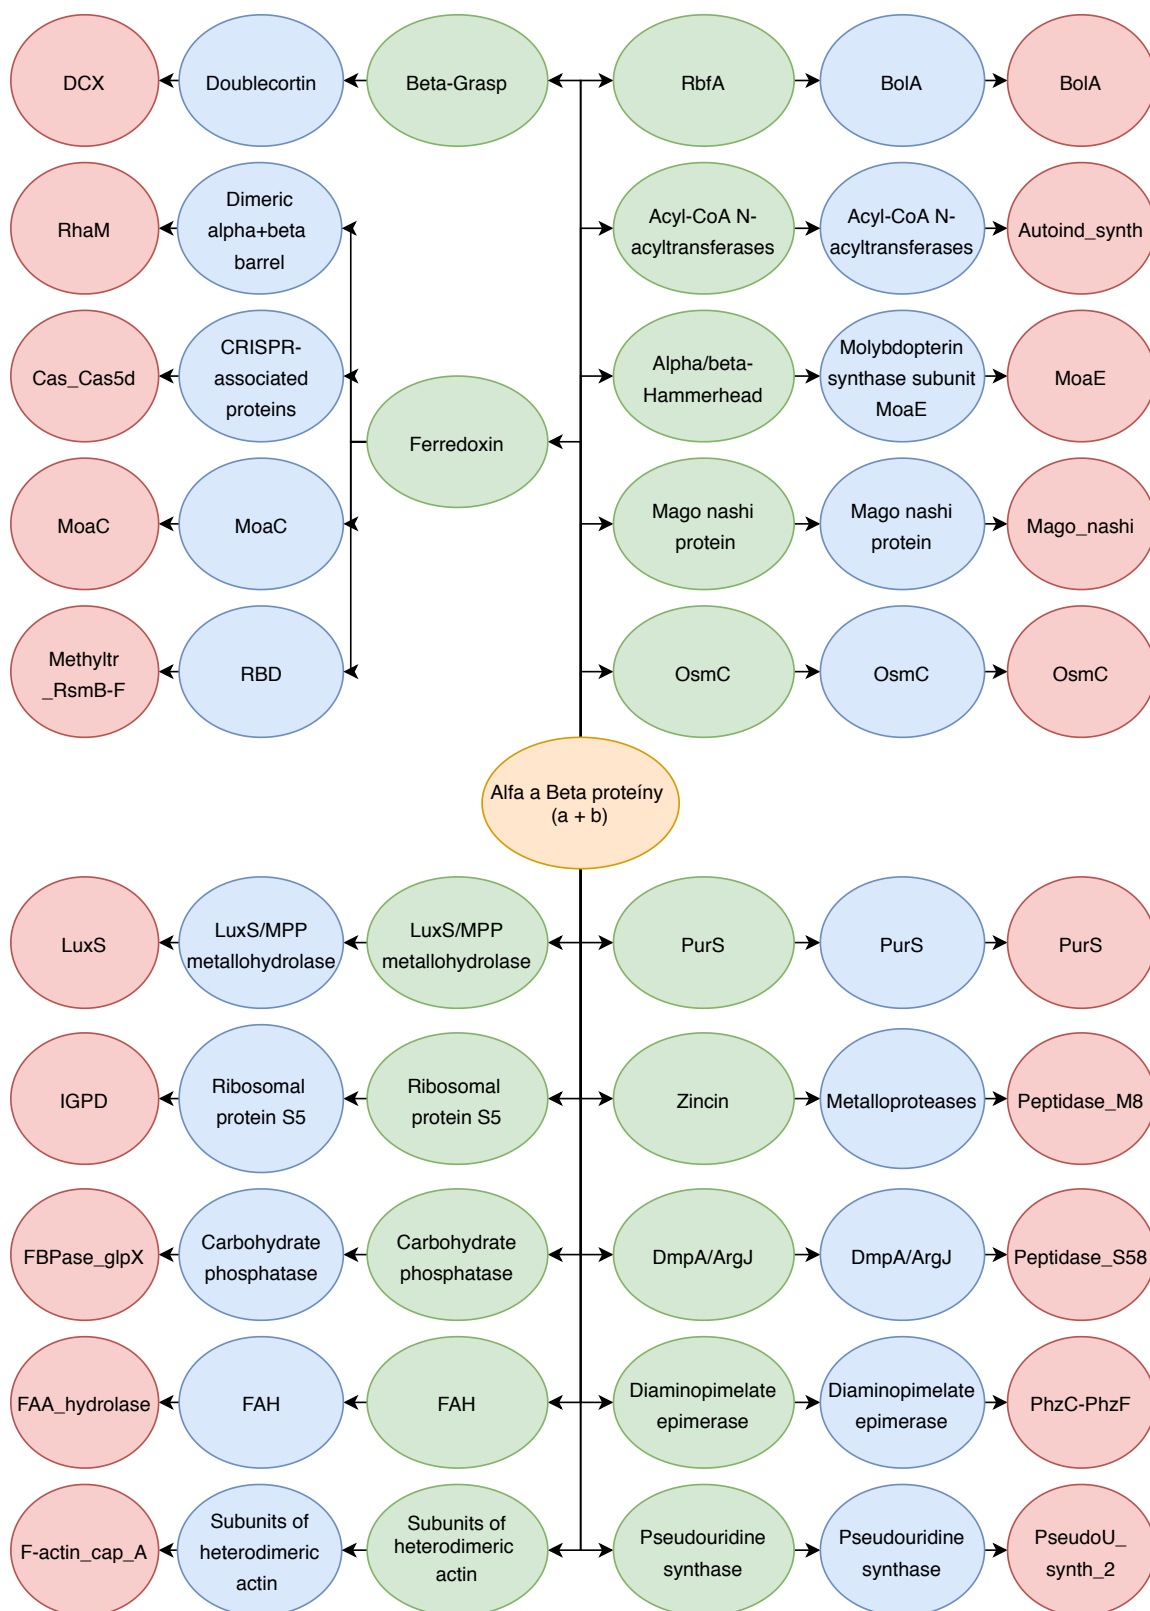 DCX
Doublecortin
Beta-Grasp
RbfA
BolA
BolA
RhaM
Dimeric
alpha+beta
barrel
Acyl-CoA N-
acyltransferases
Acyl-CoA N-
acyltransferases
Autoind_synth
Cas_Cas5d
CRISPR-
associated
proteins
Ferredoxin
Alpha/beta-
Hammerhead
Molybdopterin
synthase subunit
MoaE
MoaE
MoaC
MoaC
Mago nashi
protein
Mago nashi
protein
Mago_nashi
Methyltr
_RsmB-F
RBD
OsmC
OsmC
OsmC
Alfa a Beta proteíny
(a + b)
LuxS
LuxS/MPP
metallohydrolase
LuxS/MPP
metallohydrolase
PurS
PurS
PurS
IGPD
Ribosomal
protein S5
Ribosomal
protein S5
Zincin
Metalloproteases
Peptidase_M8
FBPase_glpX
Carbohydrate
phosphatase
Carbohydrate
phosphatase
DmpA/ArgJ
DmpA/ArgJ
Peptidase_S58
FAA_hydrolase
FAH
FAH
Diaminopimelate
epimerase
Diaminopimelate
epimerase
PhzC-PhzF
F-actin_cap_A
Subunits of
heterodimeric
actin
Subunits of
heterodimeric
actin
Pseudouridine
synthase
Pseudouridine
synthase
PseudoU_
synth_2